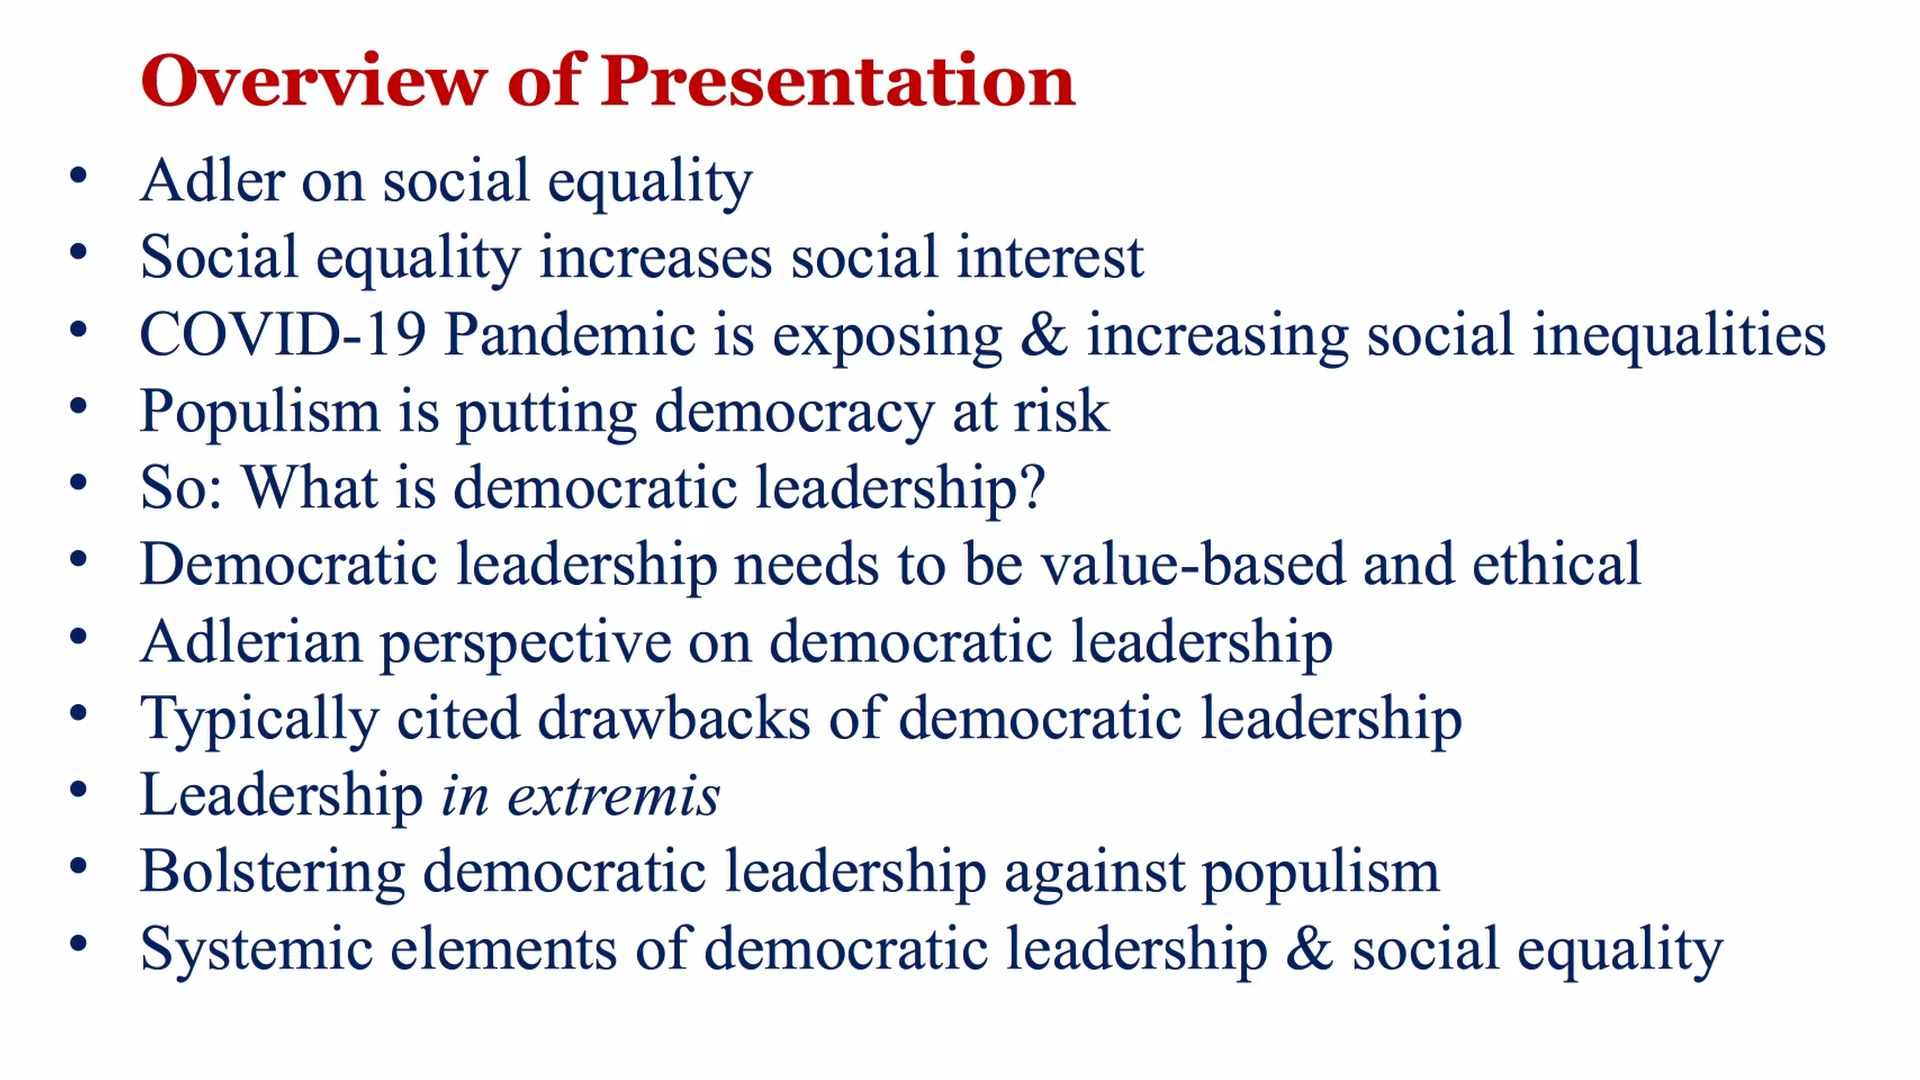 Overview of Presentation
• Adler on social equality
• Social equality increases social interest
• COVID-19 Pandemic is exposing & increasing social inequalities
• Populism is putting democracy at risk
• So: What is democratic leadership?
• Democratic leadership needs to be value-based and ethical
• Adlerian perspective on democratic leadership
• Typically cited drawbacks of democratic leadership
• Leadership in extremis
• Bolstering democratic leadership against populism
• Systemic elements of democratic leadership & social equality